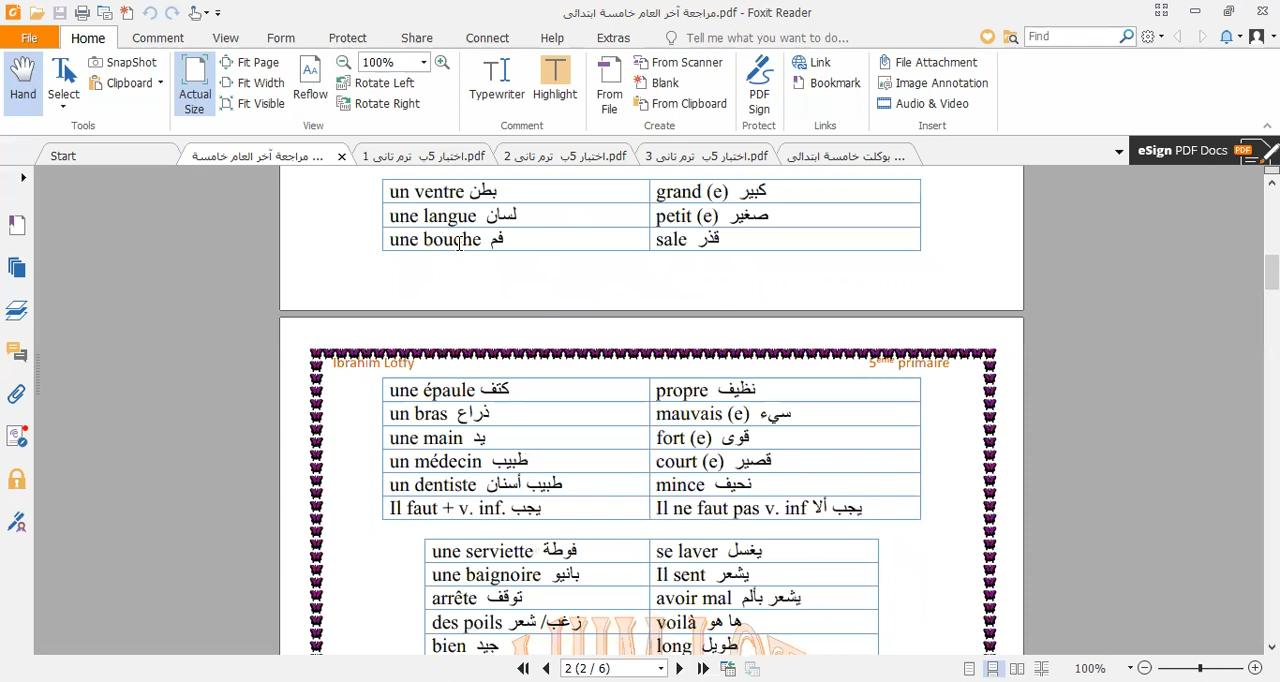 مراجعة آخر العام خامسة ابتدائى.pdf - Foxit Reader
File Home Comment View Form Protect Share Connect Help Extras Tell me what you want to do... Find
Hand
Select
SnapShot
Clipboard
Actual Size
Fit Page
Fit Width
Fit Visible
Reflow
100%
Rotate Left
Rotate Right
Typewriter
Highlight
From File
From Scanner
Blank
From Clipboard
PDF Sign
Link
Bookmark
File Attachment
Image Annotation
Audio & Video
Tools View Comment Create Protect Links Insert
Start
مراجعة آخر العام خامسة ...
اختبار 5ب_ ترم تانى 1.pdf
اختبار 5ب_ ترم تانى 2.pdf
اختبار 5ب_ ترم تانى 3.pdf
بوكلت خامسة ابتدائى ...
eSign PDF Docs PDF
un ventre بطن grand (e) كبير
une langue لسان petit (e) صغير
une bouche فم sale قذر
Ibrahim Lotfy 5ème primaire
une épaule كتف propre نظيف
un bras ذراع mauvais (e) سيء
une main يد fort (e) قوى
un médecin طبيب court (e) قصير
un dentiste طبيب أسنان mince نحيف
Il faut + v. inf. يجب Il ne faut pas v. inf يجب ألا
une serviette فوطة se laver يغسل
une baignoire بانيو Il sent يشعر
arrête توقف avoir mal يشعر بألم
des poils زغب/ شعر voilà ها هو
bien جيد long طويل
2 (2 / 6) 100%